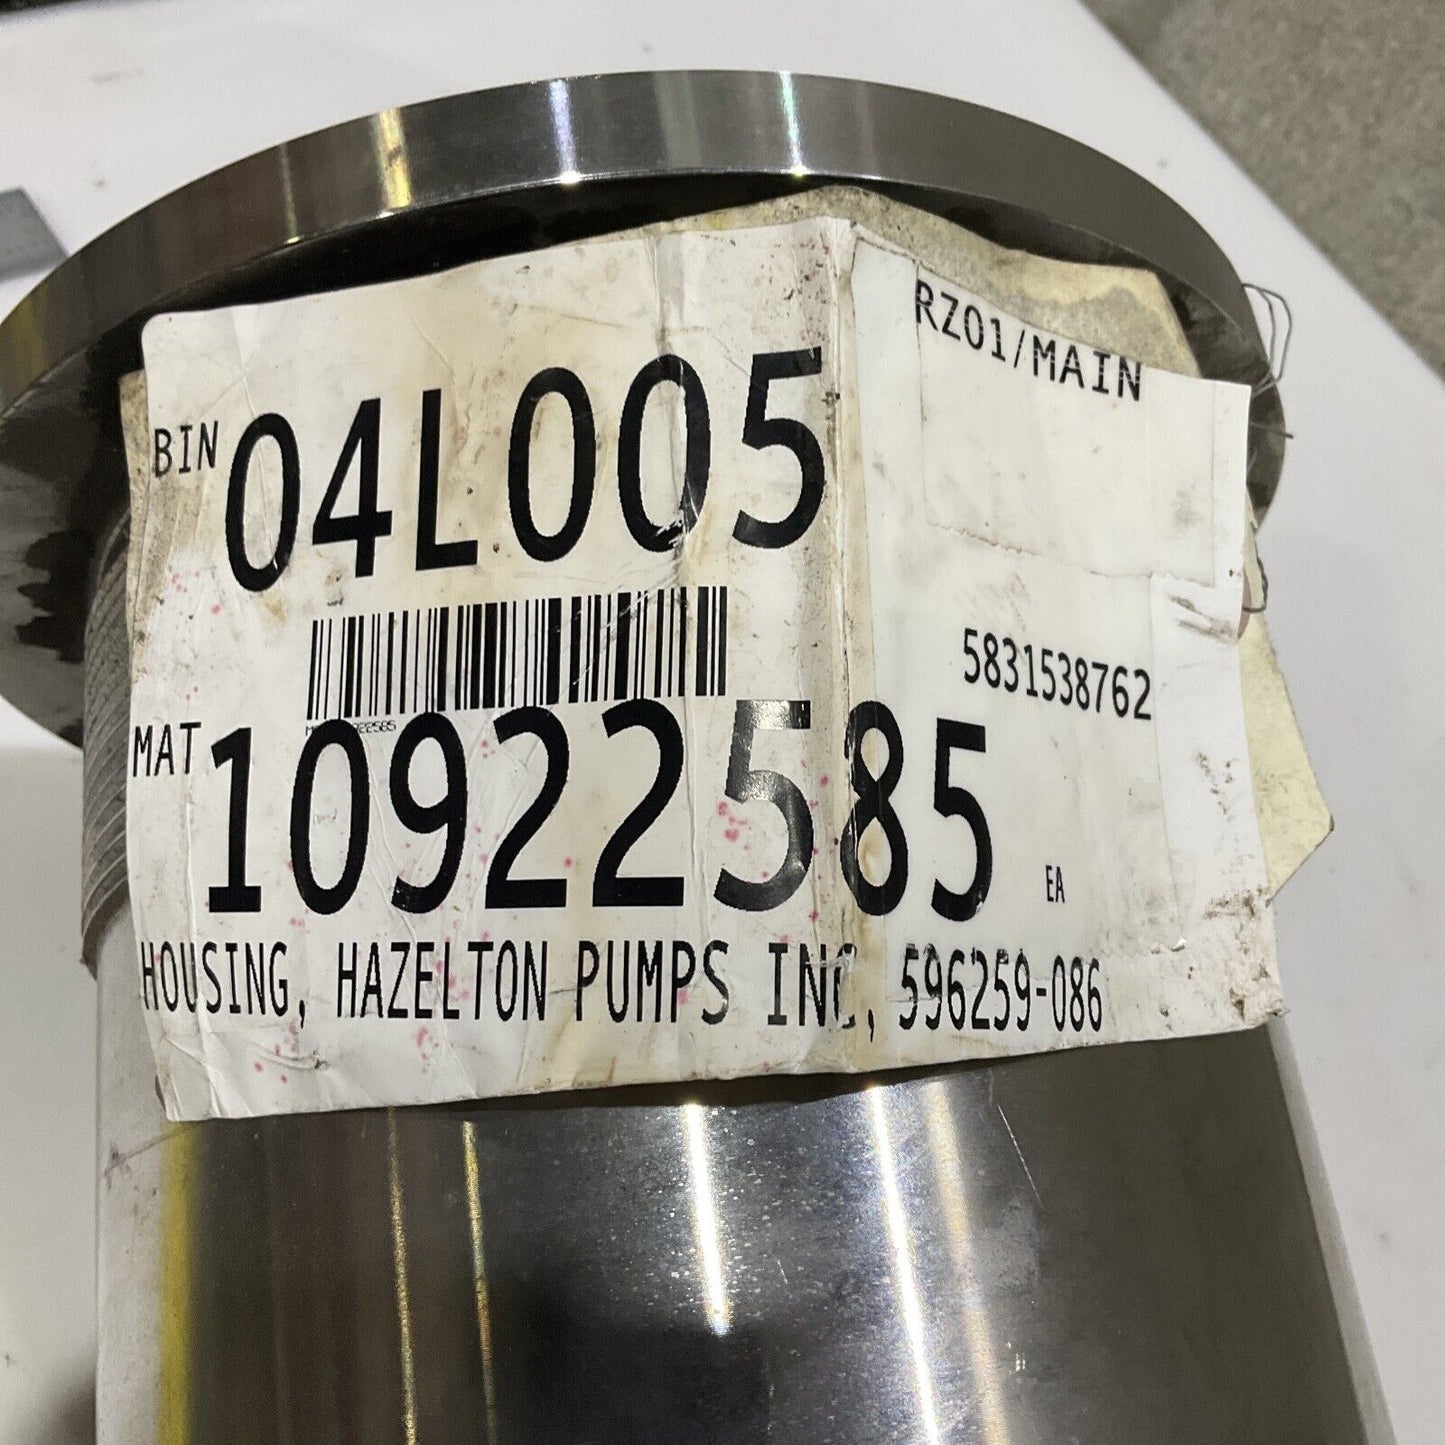 RZ01/MAIN
BIN 04L005
5831538762
MAT 10922585 EA
HOUSING, HAZELTON PUMPS INC, 596259-086